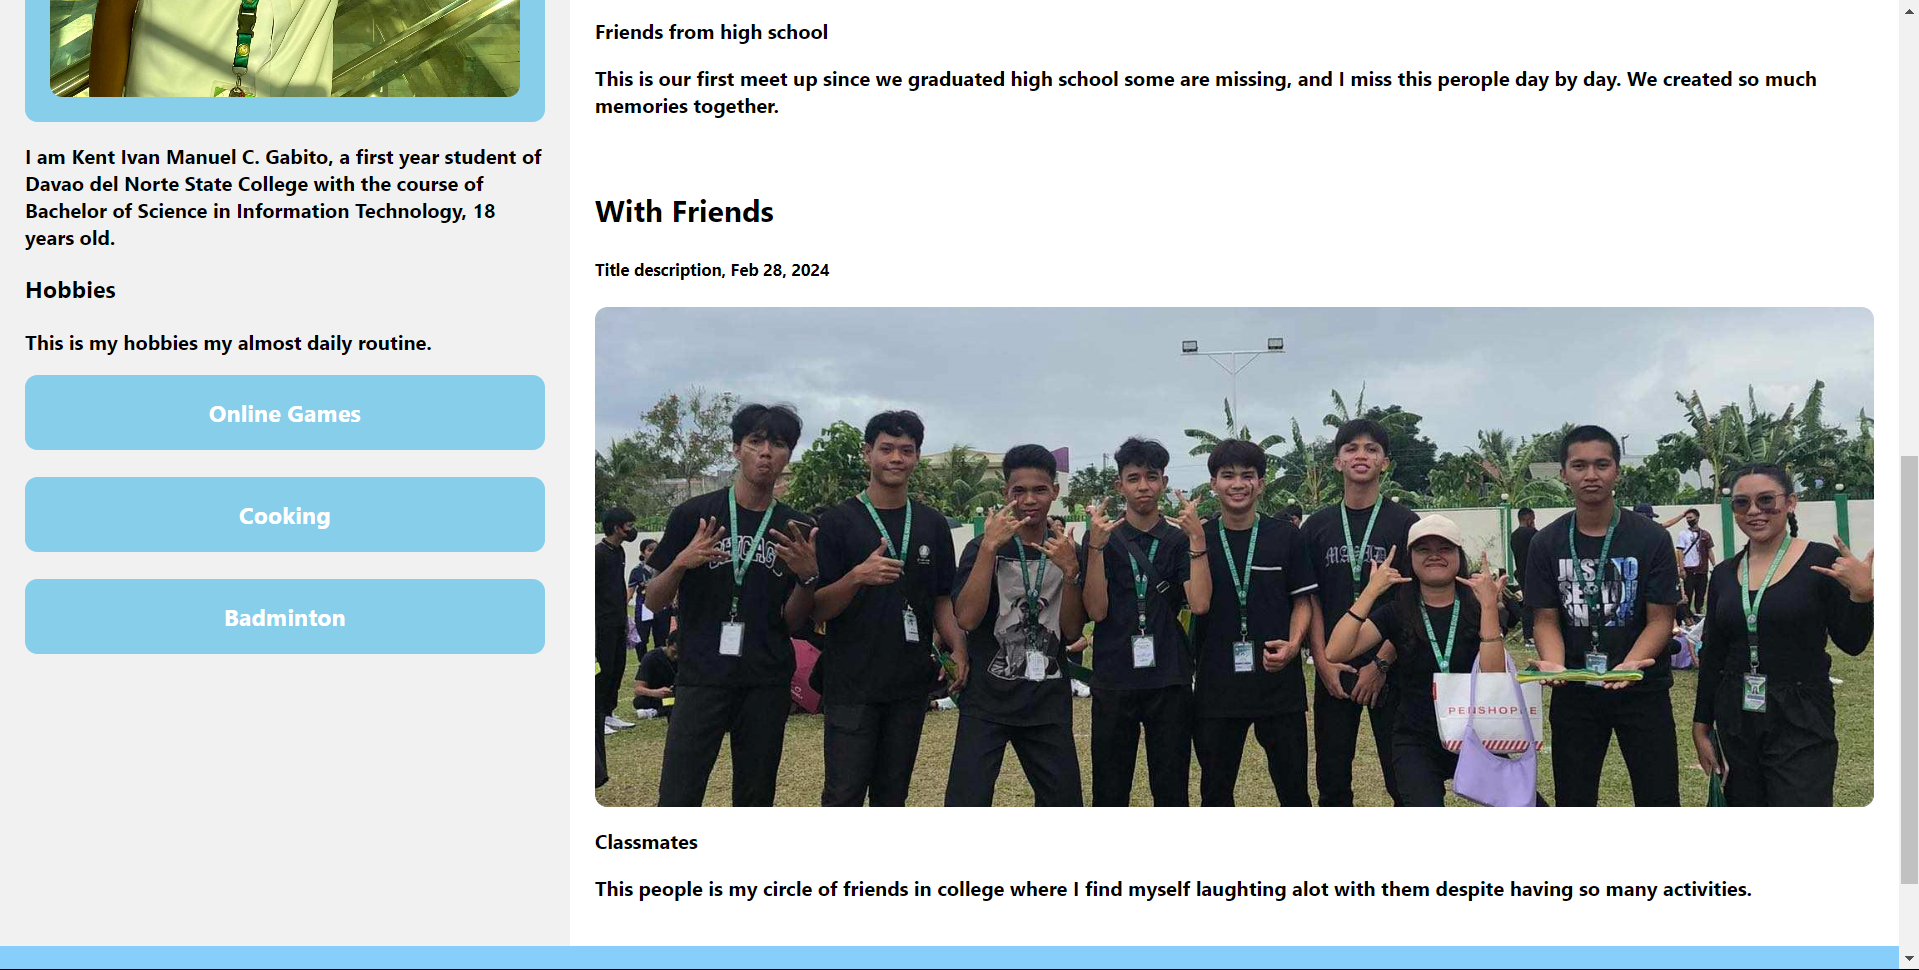 I am Kent Ivan Manuel C. Gabito, a first year student of
Davao del Norte State College with the course of
Bachelor of Science in Information Technology, 18
years old.
Hobbies
This is my hobbies my almost daily routine.
Online Games
Cooking
Badminton
Friends from high school
This is our first meet up since we graduated high school some are missing, and I miss this perople day by day. We created so much
memories together.
With Friends
Title description, Feb 28, 2024
JUST TO
PENSHOPPE
Classmates
This people is my circle of friends in college where I find myself laughting alot with them despite having so many activities.